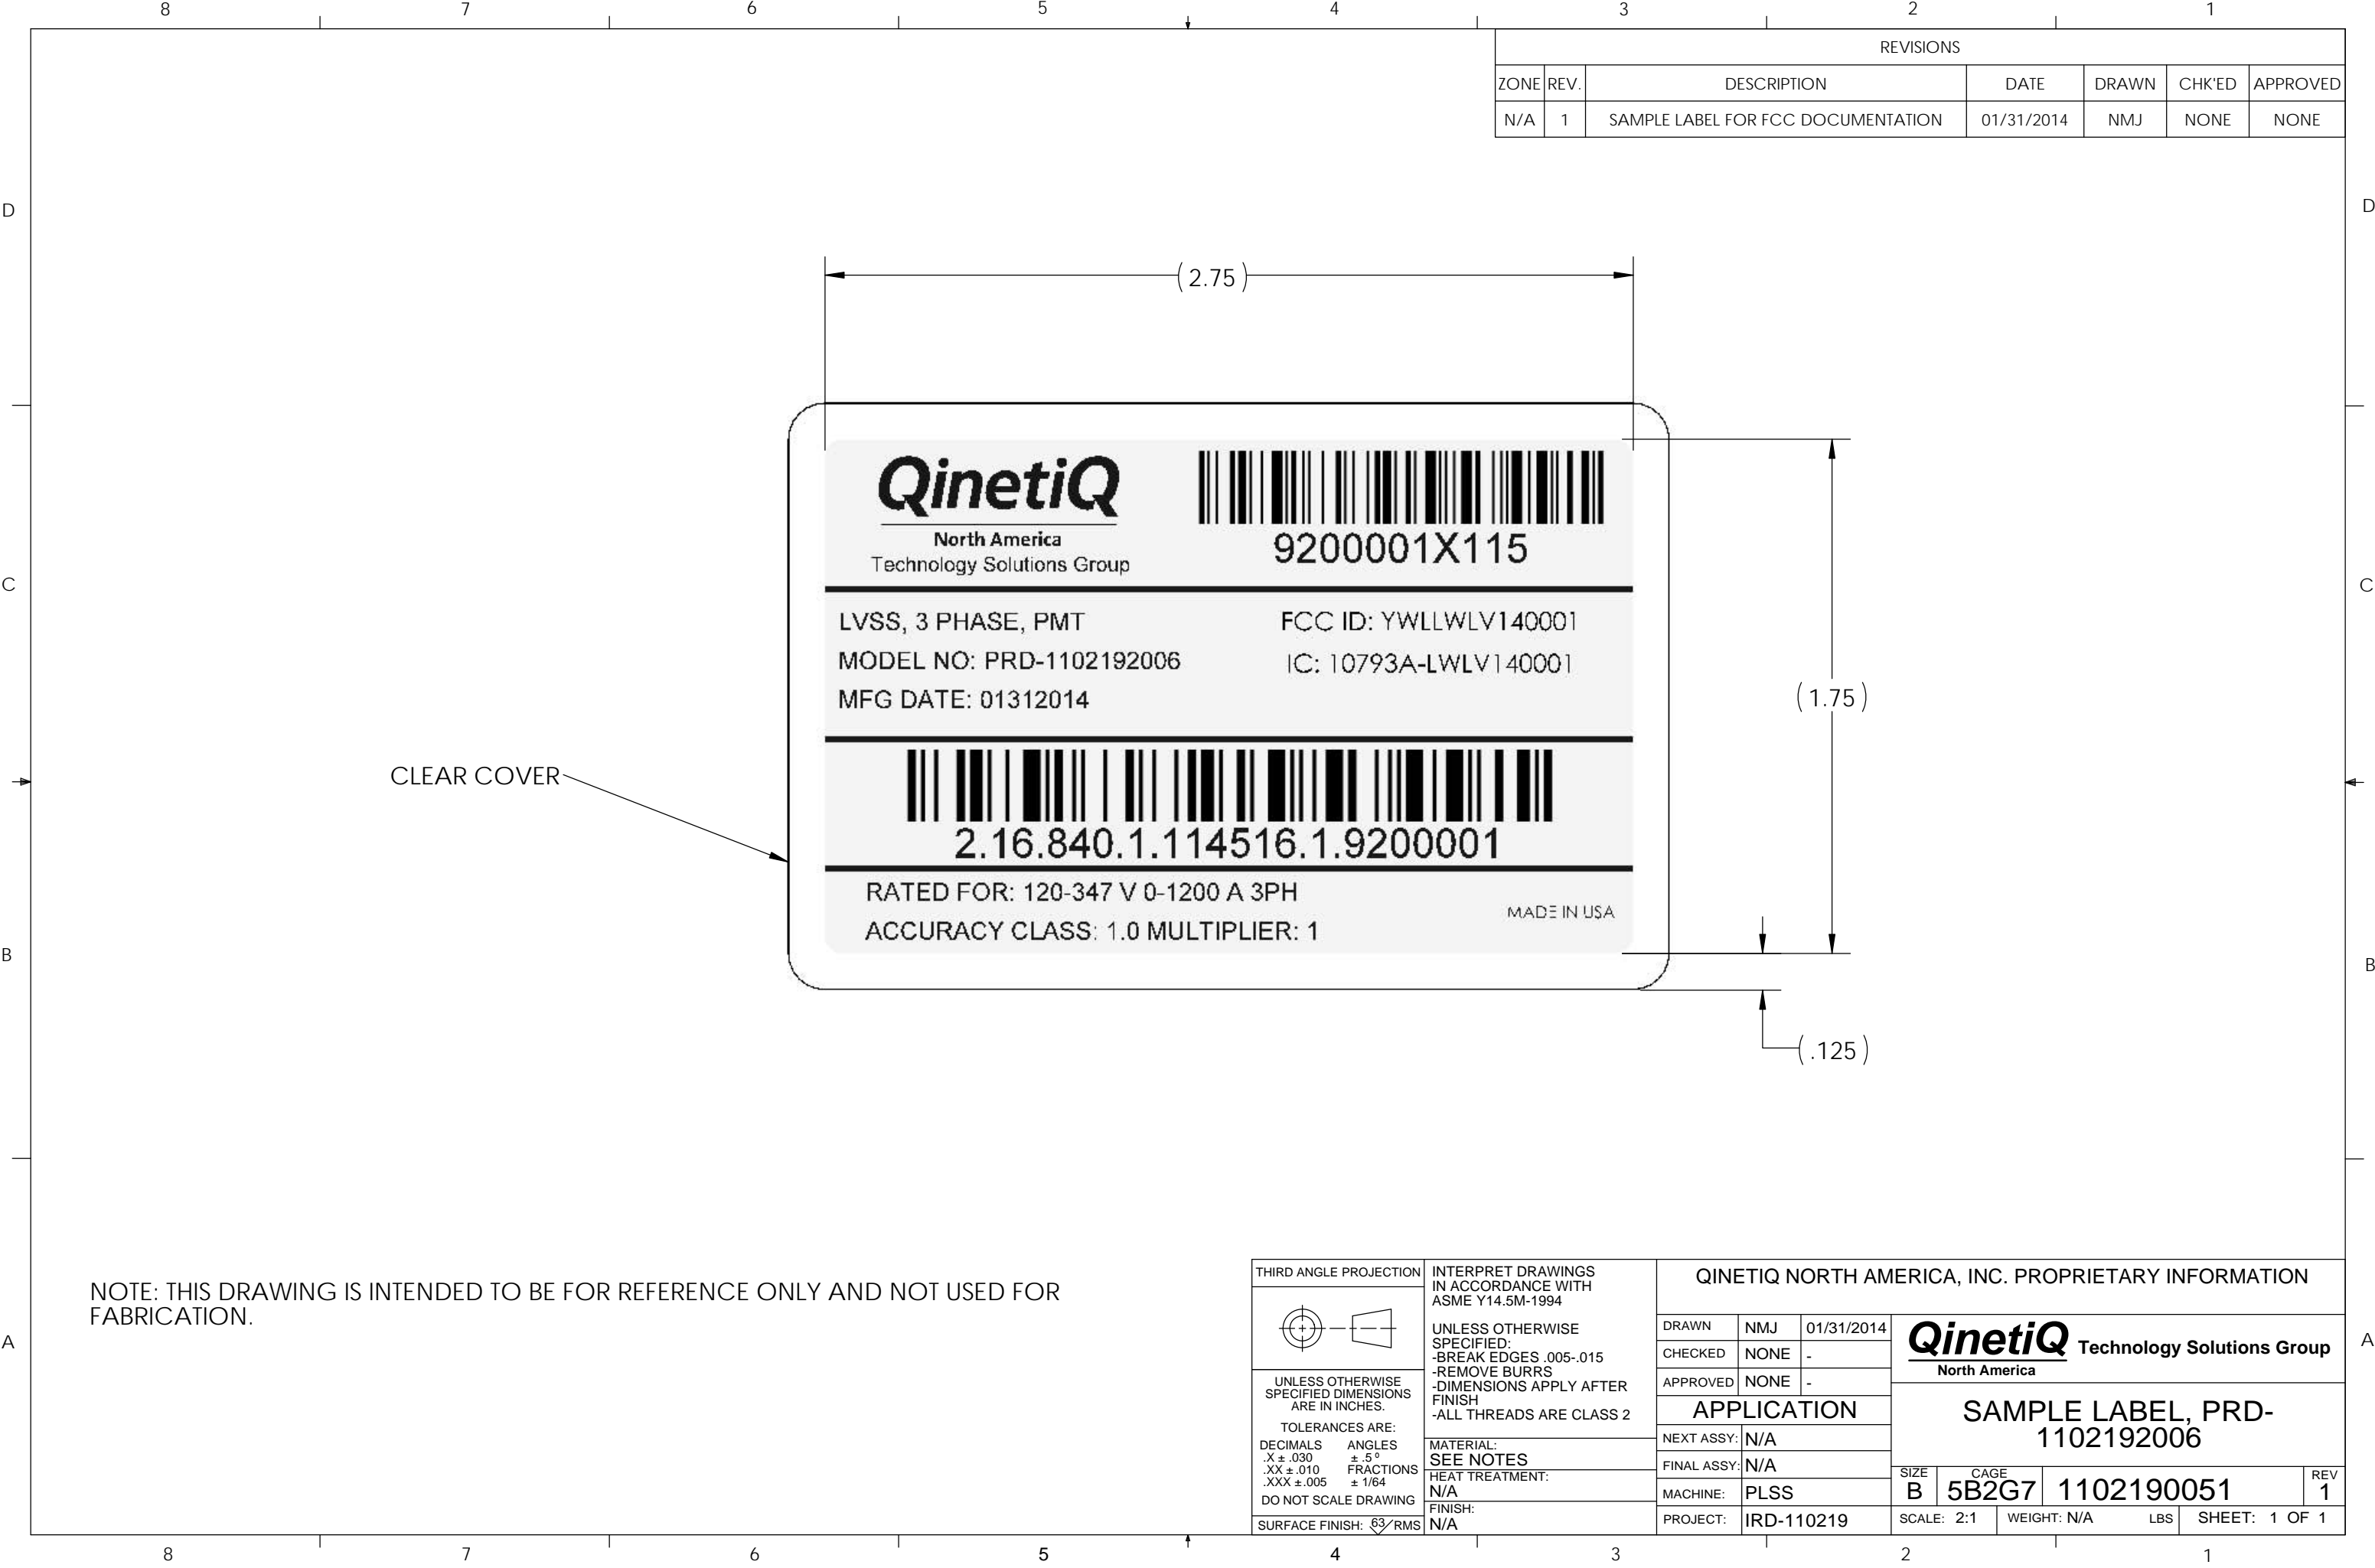 8 7 6 5 4 3 2 1
REVISIONS
ZONE REV. DESCRIPTION DATE DRAWN CHK'ED APPROVED
N/A 1 SAMPLE LABEL FOR FCC DOCUMENTATION 01/31/2014 NMJ NONE NONE
D D
(2.75)
QinetiQ
North America
Technology Solutions Group
9200001X115
C C
LVSS, 3 PHASE, PMT
MODEL NO: PRD-1102192006
MFG DATE: 01312014
FCC ID: YWLLWLV140001
IC: 10793A-LWLV140001
(1.75)
CLEAR COVER
2.16.840.1.114516.1.9200001
RATED FOR: 120-347 V 0-1200 A 3PH
ACCURACY CLASS: 1.0 MULTIPLIER: 1
MADE IN USA
B B
(.125)
NOTE: THIS DRAWING IS INTENDED TO BE FOR REFERENCE ONLY AND NOT USED FOR
FABRICATION.
A A
THIRD ANGLE PROJECTION
UNLESS OTHERWISE
SPECIFIED DIMENSIONS
ARE IN INCHES.
TOLERANCES ARE:
DECIMALS ANGLES
.X ± .030 ± .5°
.XX ± .010 FRACTIONS
.XXX ± .005 ± 1/64
DO NOT SCALE DRAWING
SURFACE FINISH: 63 RMS
INTERPRET DRAWINGS
IN ACCORDANCE WITH
ASME Y14.5M-1994
UNLESS OTHERWISE
SPECIFIED:
-BREAK EDGES .005-.015
-REMOVE BURRS
-DIMENSIONS APPLY AFTER
FINISH
-ALL THREADS ARE CLASS 2
MATERIAL:
SEE NOTES
HEAT TREATMENT:
N/A
FINISH:
N/A
QINETIQ NORTH AMERICA, INC. PROPRIETARY INFORMATION
DRAWN NMJ 01/31/2014
CHECKED NONE -
APPROVED NONE -
APPLICATION
NEXT ASSY: N/A
FINAL ASSY: N/A
MACHINE: PLSS
PROJECT: IRD-110219
QinetiQ Technology Solutions Group
North America
SAMPLE LABEL, PRD-
1102192006
SIZE CAGE REV
B 5B2G7 1102190051 1
SCALE: 2:1 WEIGHT: N/A LBS SHEET: 1 OF 1
8 7 6 5 4 3 2 1